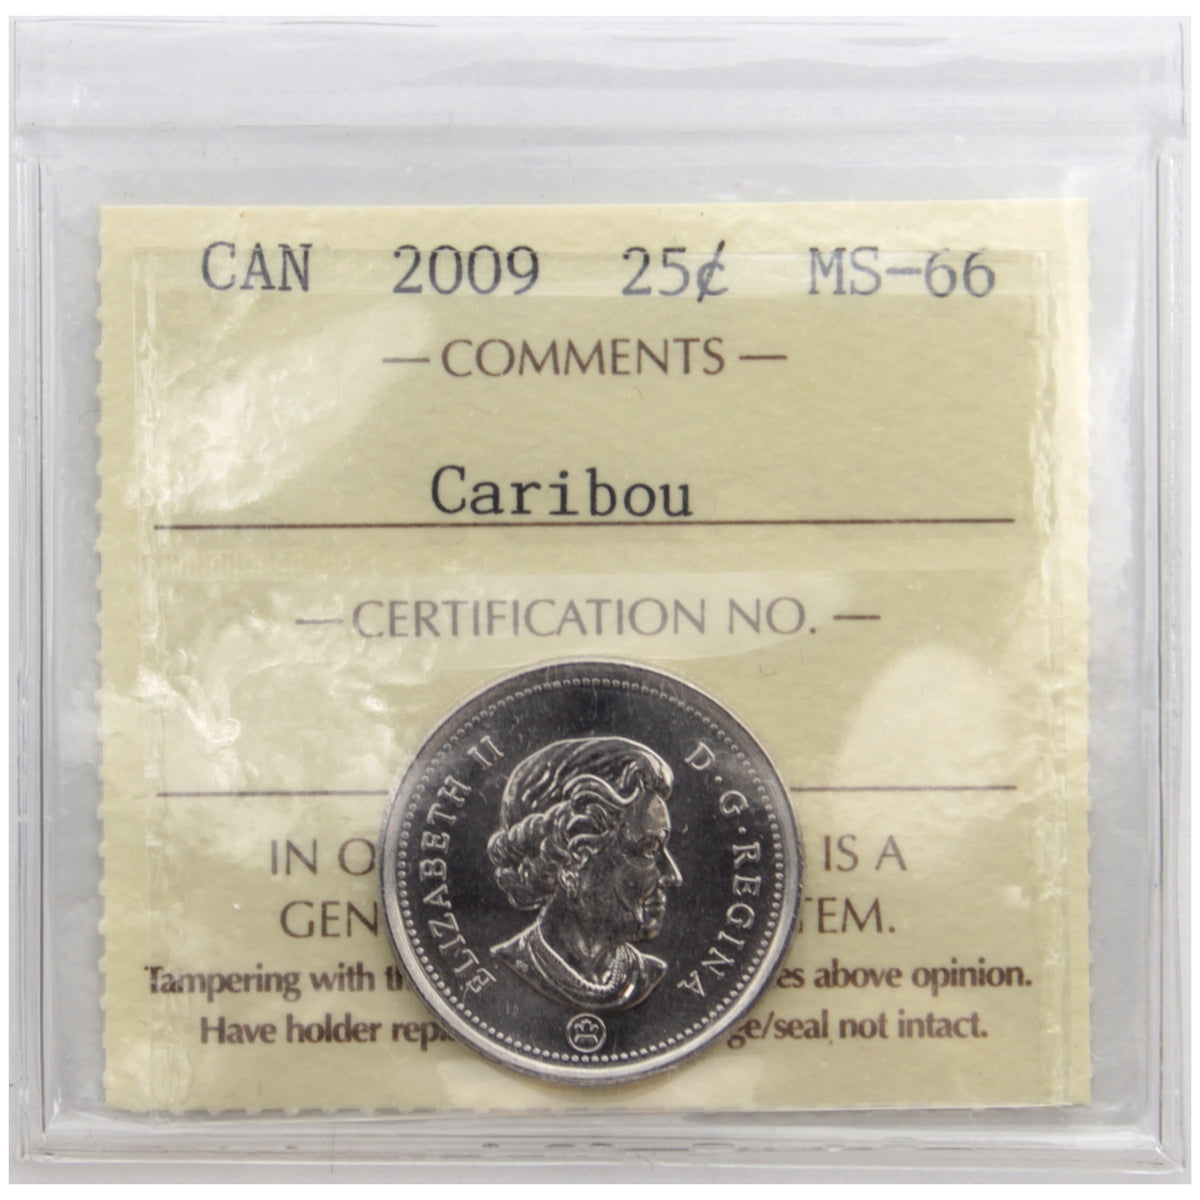 CAN 2009 25¢ MS-66
— COMMENTS —
Caribou
— CERTIFICATION NO. —
ELIZABETH II D·G·REGINA
IN O IS A
GEN TEM.
Tampering with th es above opinion.
Have holder rep ge/seal not intact.